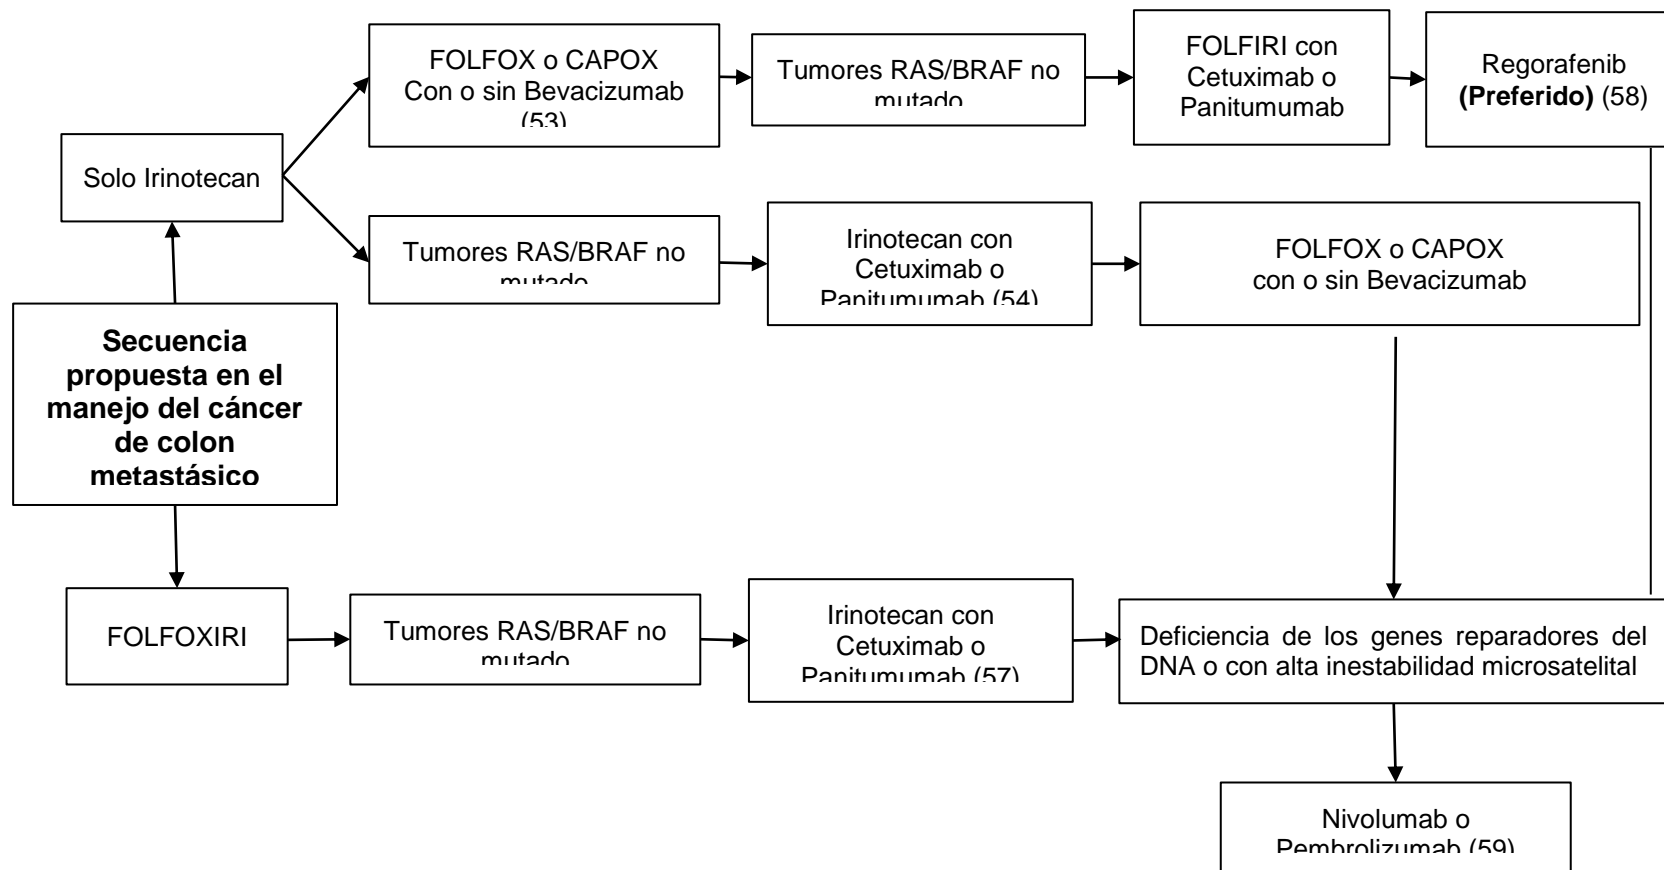 FOLFOX o CAPOX
Con o sin Bevacizumab
(53)
Tumores RAS/BRAF no
mutado
FOLFIRI con
Cetuximab o
Panitumumab
Regorafenib
(Preferido) (58)
Solo Irinotecan
Tumores RAS/BRAF no
mutado
Irinotecan con
Cetuximab o
Panitumumab (54)
FOLFOX o CAPOX
con o sin Bevacizumab
Secuencia
propuesta en el
manejo del cáncer
de colon
metastásico
FOLFOXIRI
Tumores RAS/BRAF no
mutado
Irinotecan con
Cetuximab o
Panitumumab (57)
Deficiencia de los genes reparadores del
DNA o con alta inestabilidad microsatelital
Nivolumab o
Pembrolizumab (59)